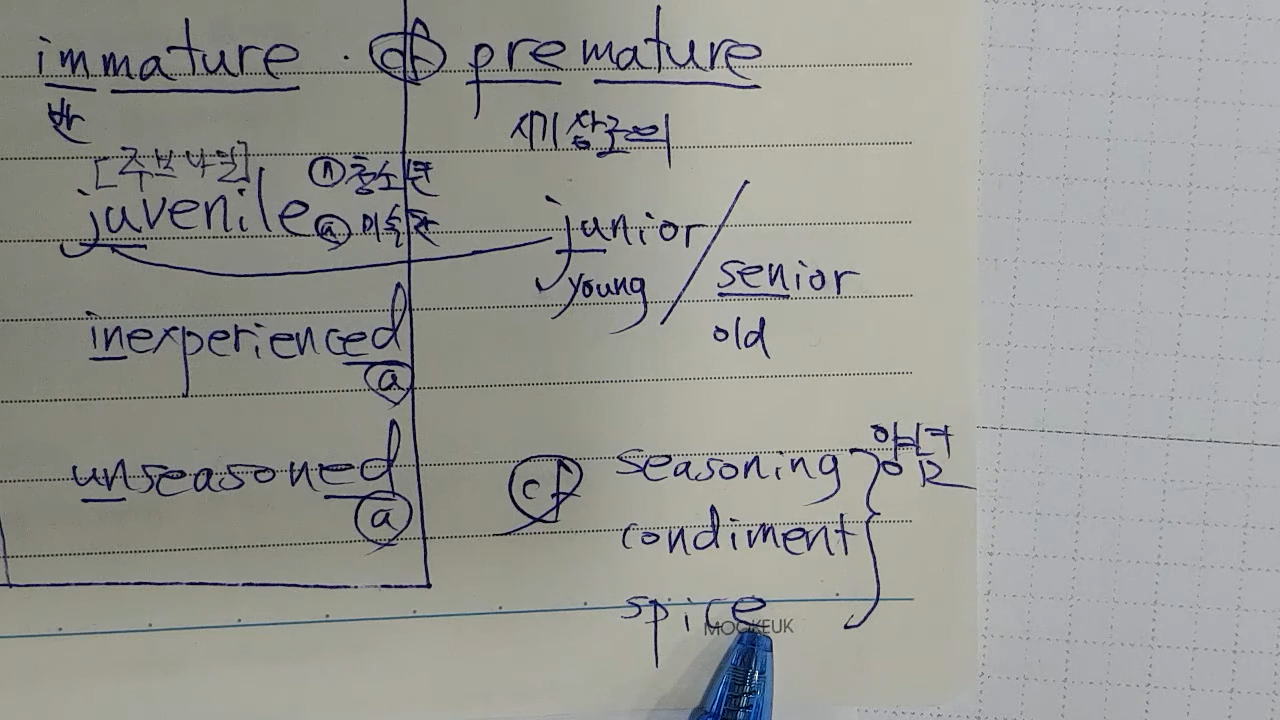 immature · cf premature
반
시기상조의
[주브나일] ⓝ 청소년
juvenile ⓐ 미숙한
junior / senior
young old
inexperienced
ⓐ
unseasoned
ⓐ
cf seasoning 양념
condiment
spice
MOOKEUK